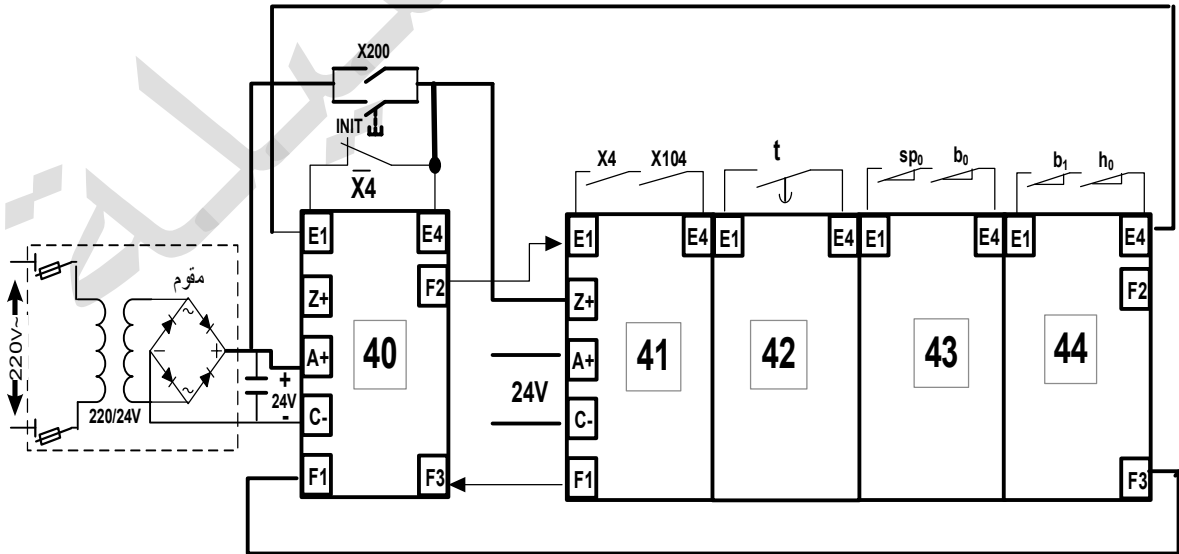 X200
INIT
X̅4̅
X4 X104
t
sp₀ b₀
b₁ h₀
E1
E4
E1
E4
E1
E4
E1
E4
E1
E4
F2
F2
Z+
Z+
40
41
42
43
44
مقوم
~
~
+
-
220V~
A+
A+
+
24V
-
24V
220/24V
C-
C-
F1
F3
F1
F3